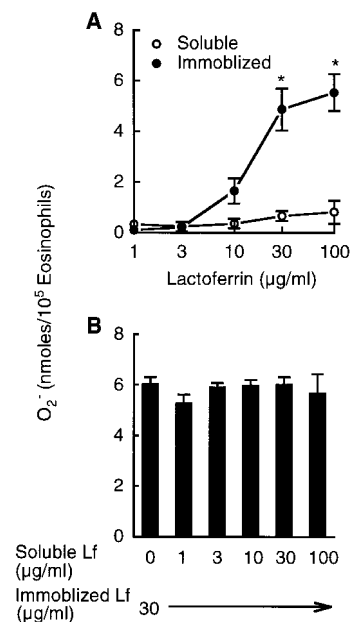 A
Soluble
Immoblized
8
6
4
2
0
* *
1 3 10 30 100
Lactoferrin (µg/ml)
O2- (nmoles/10^5 Eosinophils)
B
8
6
4
2
0
Soluble Lf 0 1 3 10 30 100
(µg/ml)
Immoblized Lf 30
(µg/ml)